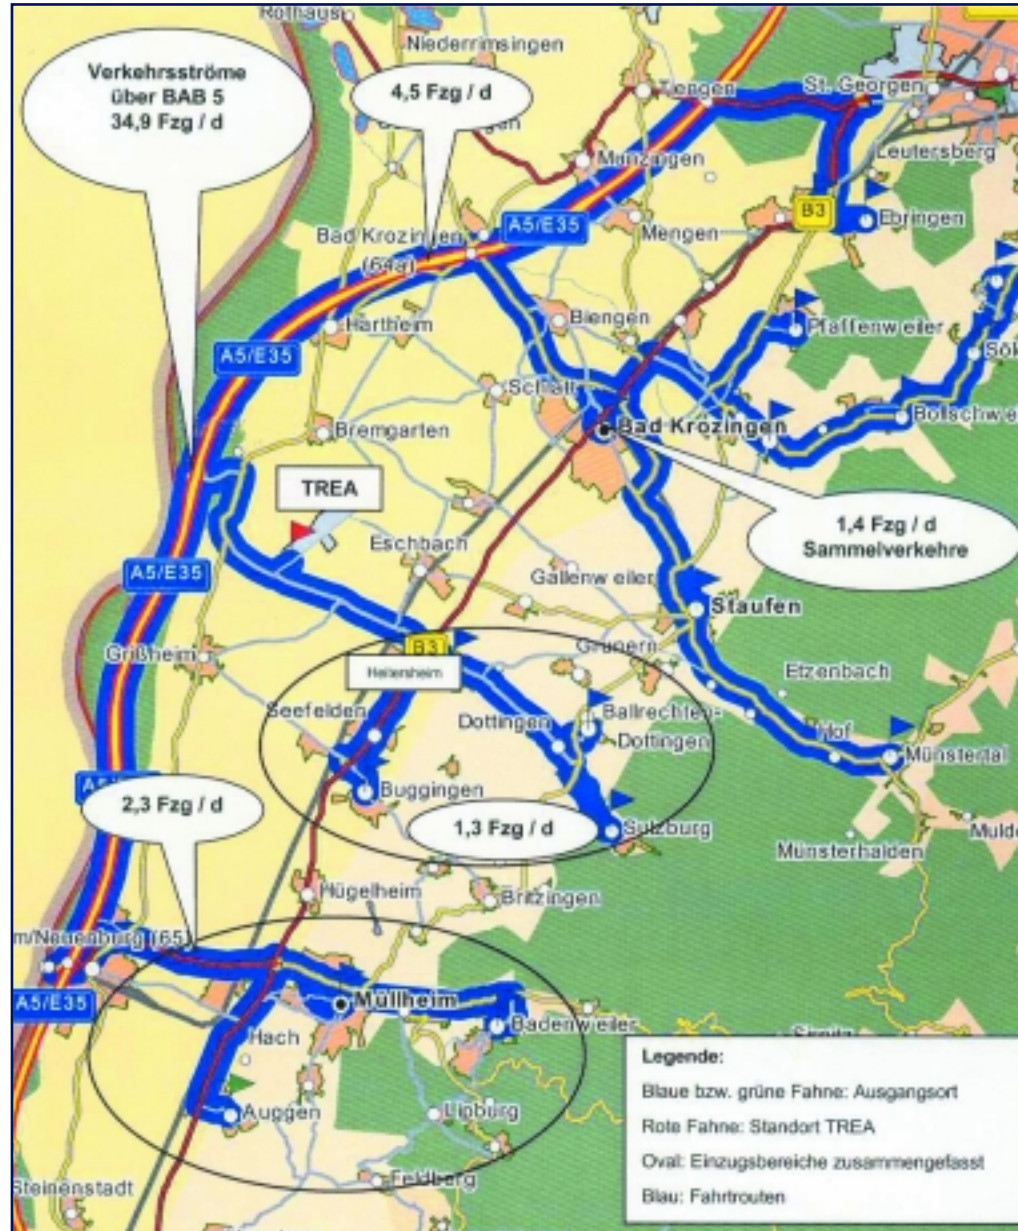 Rothaus
Niederrimsingen
Verkehrsströme
über BAB 5
34,9 Fzg / d
4,5 Fzg / d
Tiengen
St. Georgen
Munzingen
Leutersberg
B3
Ebringen
Mengen
A5/E35
Bad Krozingen
(64a)
Hartheim
Biengen
Pfaffenweiler
A5/E35
Schlatt
Bremgarten
Bad Krozingen
Bollschwei
TREA
1,4 Fzg / d
Sammelverkehre
Eschbach
A5/E35
Gallenweiler
Staufen
Grißheim
B3
Grunern
Heitersheim
Etzenbach
Seefelden
Dottingen
Ballrechten-
Dottingen
Hof
Münstertal
Buggingen
2,3 Fzg / d
1,3 Fzg / d
Sulzburg
Munsterhalden
Hügelheim
Britzingen
m/Neuenburg (65)
A5/E35
Müllheim
Badenweiler
Hach
Auggen
Lipburg
Feldberg
Steinenstadt
Legende:
Blaue bzw. grüne Fahne: Ausgangsort
Rote Fahne: Standort TREA
Oval: Einzugsbereiche zusammengefasst
Blau: Fahrtrouten